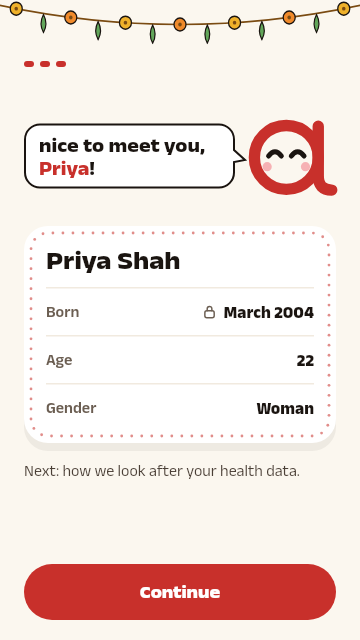 nice to meet you,
Priya!
Priya Shah
Born March 2004
Age 22
Gender Woman
Next: how we look after your health data.
Continue